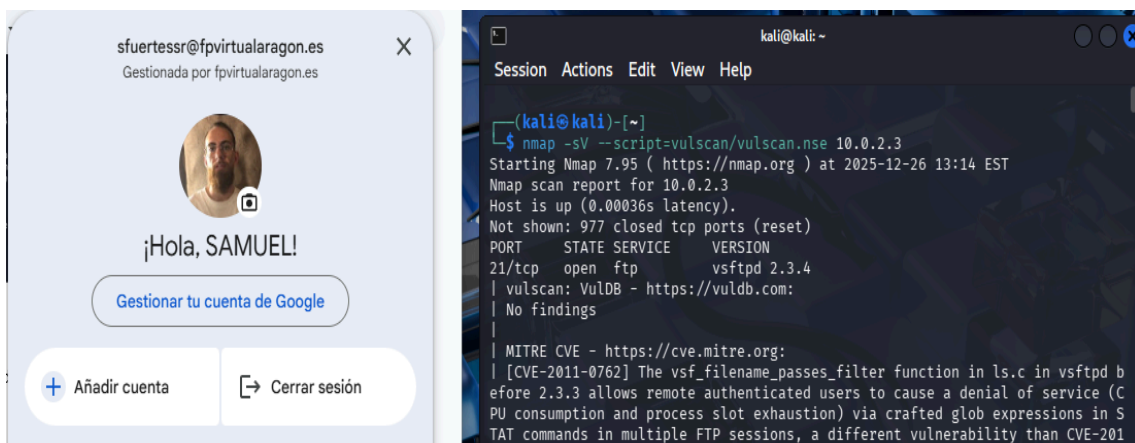 sfuertessr@fpvirtualaragon.es
Gestionada por fpvirtualaragon.es
¡Hola, SAMUEL!
Gestionar tu cuenta de Google
Añadir cuenta
Cerrar sesión
kali@kali: ~
Session Actions Edit View Help
┌──(kali㉿kali)-[~]
└─$ nmap -sV --script=vulscan/vulscan.nse 10.0.2.3
Starting Nmap 7.95 ( https://nmap.org ) at 2025-12-26 13:14 EST
Nmap scan report for 10.0.2.3
Host is up (0.00036s latency).
Not shown: 977 closed tcp ports (reset)
PORT STATE SERVICE VERSION
21/tcp open ftp vsftpd 2.3.4
| vulscan: VulDB - https://vuldb.com:
| No findings
|
| MITRE CVE - https://cve.mitre.org:
| [CVE-2011-0762] The vsf_filename_passes_filter function in ls.c in vsftpd b
efore 2.3.3 allows remote authenticated users to cause a denial of service (C
PU consumption and process slot exhaustion) via crafted glob expressions in S
TAT commands in multiple FTP sessions, a different vulnerability than CVE-201